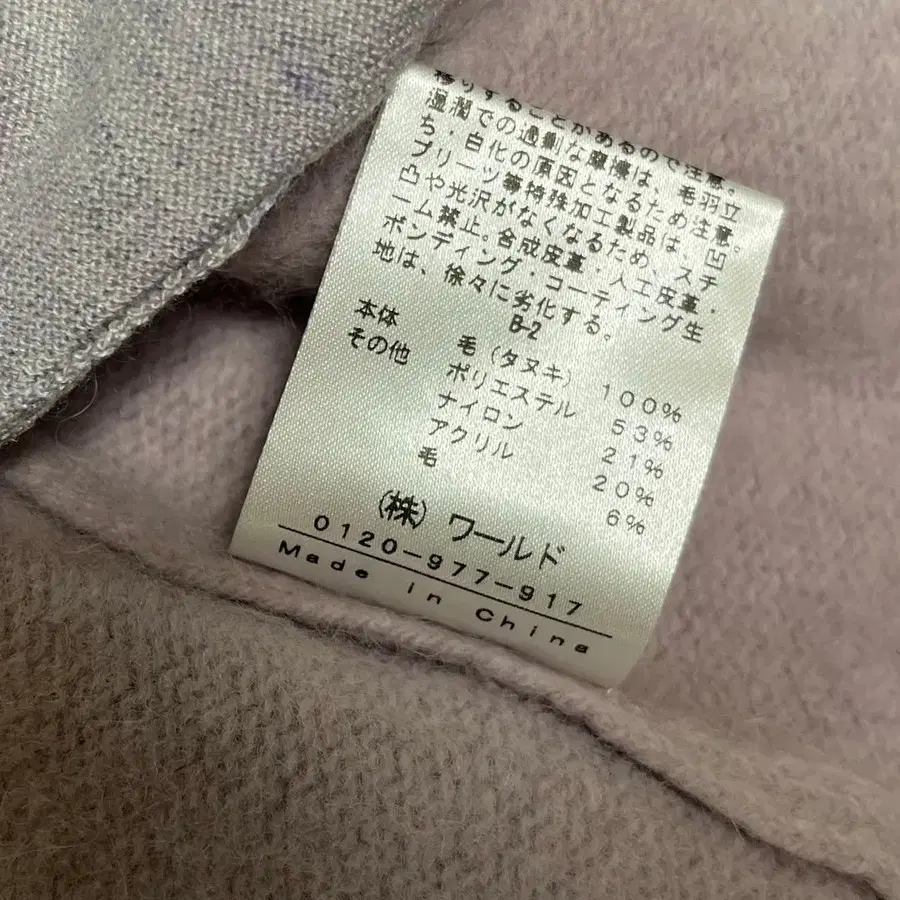 移りすることがあるので注意。
湿潤での過剰な摩擦は、毛羽立
ち・白化の原因となるため注意。
プリーツ等特殊加工製品は、凹
凸や光沢がなくなるため、スチ
ーム禁止。合成皮革・人工皮革・
ボンディング・コーティング生
地は、徐々に劣化する。
B-2
本体 毛（タヌキ） 100%
その他 ポリエステル 53%
ナイロン 21%
アクリル 20%
毛 6%
（株）ワールド
0120-977-917
Made in China